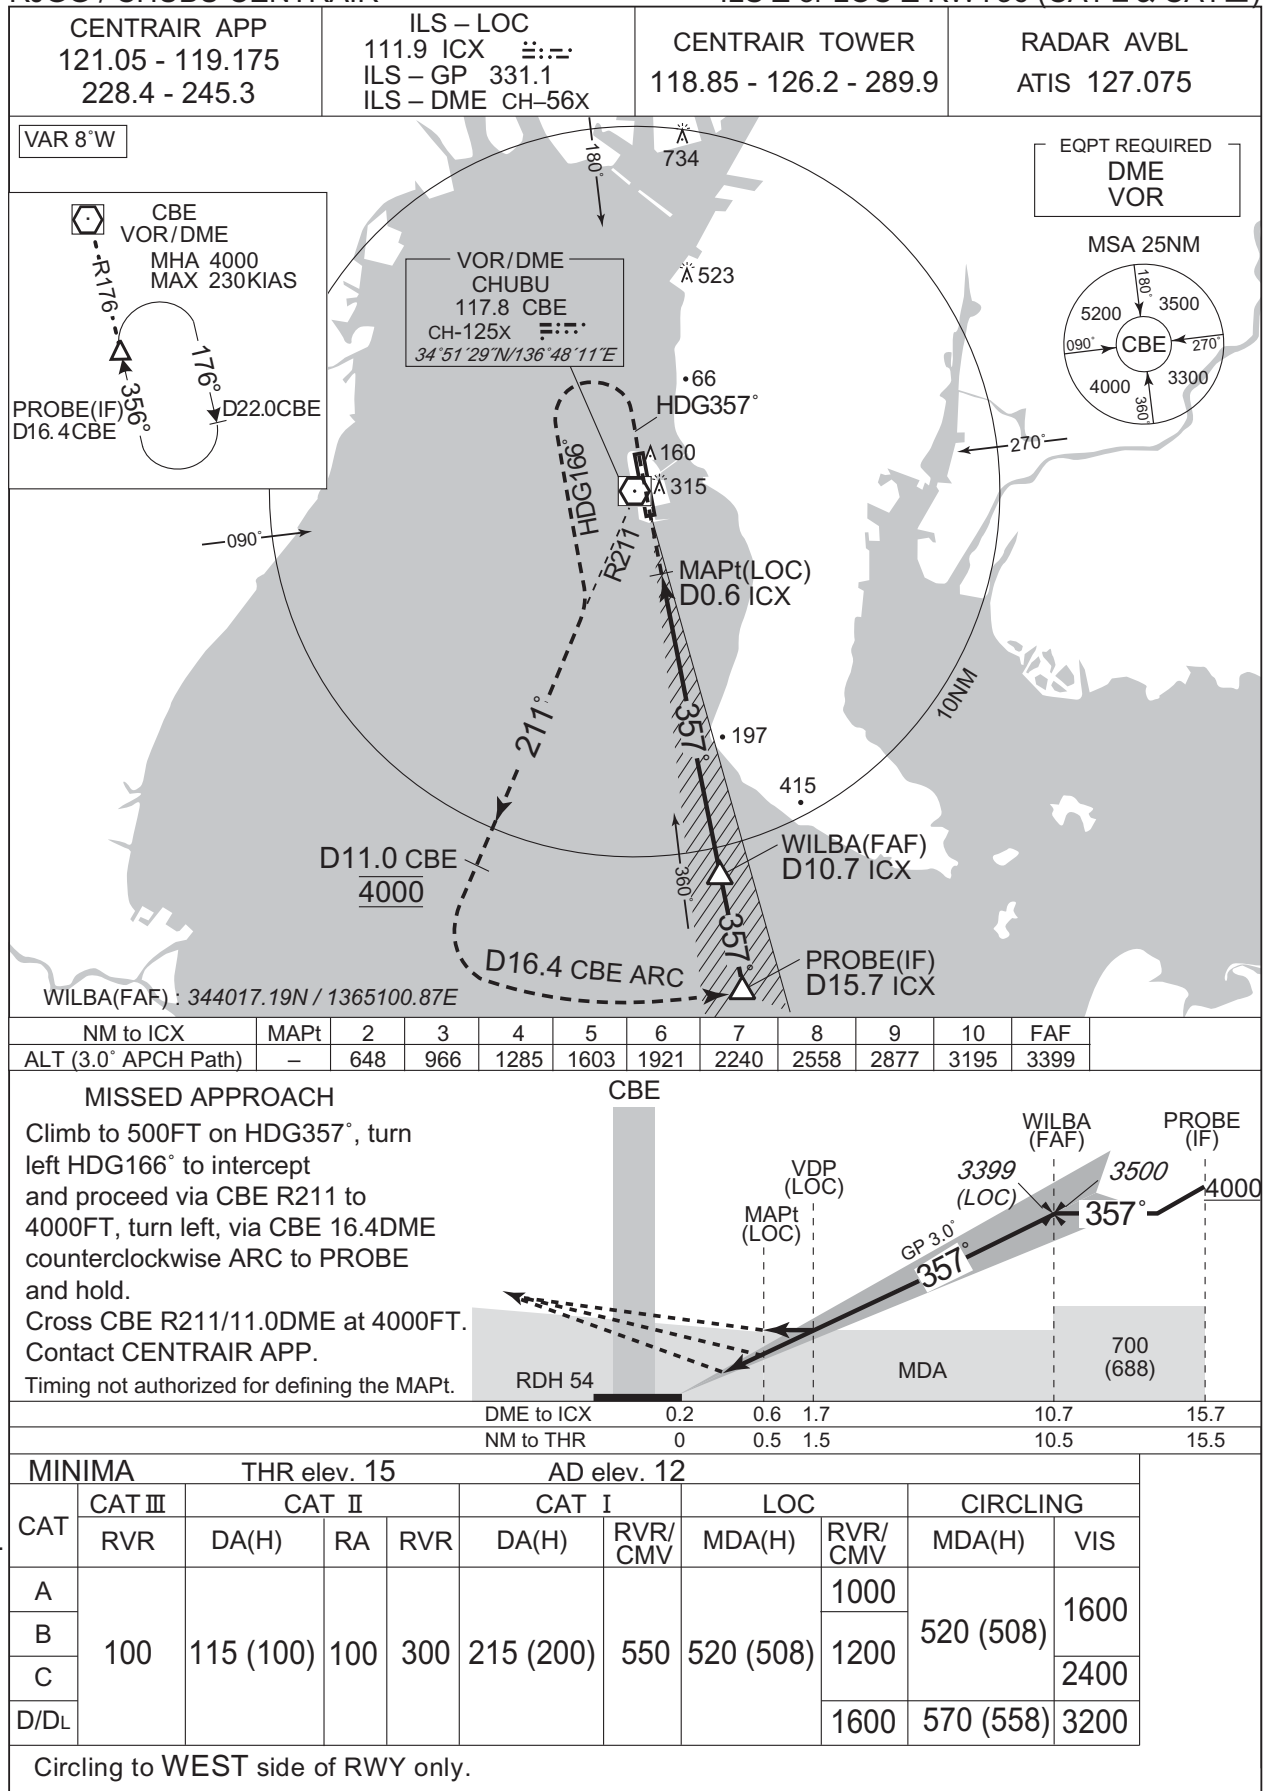 CENTRAIR APP
121.05 - 119.175
228.4 - 245.3
ILS – LOC
111.9 ICX
ILS – GP 331.1
ILS – DME CH–56X
CENTRAIR TOWER
118.85 - 126.2 - 289.9
RADAR AVBL
ATIS 127.075
VAR 8°W
CBE
VOR/DME
MHA 4000
MAX 230KIAS
R176
176°
356°
PROBE(IF)
D16.4CBE
D22.0CBE
180°
734
VOR/DME
CHUBU
117.8 CBE
CH-125X
34°51′29″N/136°48′11″E
523
66
HDG357°
160
315
HDG166°
R211
EQPT REQUIRED
DME
VOR
MSA 25NM
180°
5200
3500
090°
CBE
270°
4000
3300
360°
270°
090°
MAPt(LOC)
D0.6 ICX
10NM
211°
357°
197
415
D11.0 CBE
4000
WILBA(FAF)
D10.7 ICX
360°
357°
D16.4 CBE ARC
PROBE(IF)
D15.7 ICX
WILBA(FAF) : 344017.19N / 1365100.87E
NM to ICX MAPt 2 3 4 5 6 7 8 9 10 FAF
ALT (3.0° APCH Path) – 648 966 1285 1603 1921 2240 2558 2877 3195 3399
MISSED APPROACH
Climb to 500FT on HDG357°, turn
left HDG166° to intercept
and proceed via CBE R211 to
4000FT, turn left, via CBE 16.4DME
counterclockwise ARC to PROBE
and hold.
Cross CBE R211/11.0DME at 4000FT.
Contact CENTRAIR APP.
Timing not authorized for defining the MAPt.
CBE
WILBA
(FAF)
PROBE
(IF)
VDP
(LOC)
3399
(LOC)
3500
4000
MAPt
(LOC)
GP 3.0°
357°
357°
RDH 54
MDA
700
(688)
DME to ICX 0.2 0.6 1.7 10.7 15.7
NM to THR 0 0.5 1.5 10.5 15.5
MINIMA THR elev. 15 AD elev. 12
CAT CAT Ⅲ CAT Ⅱ CAT Ⅰ LOC CIRCLING
RVR DA(H) RA RVR DA(H) RVR/CMV MDA(H) RVR/CMV MDA(H) VIS
A 1000
B 1600
100 115 (100) 100 300 215 (200) 550 520 (508) 1200 520 (508)
C 2400
D/DL 1600 570 (558) 3200
Circling to WEST side of RWY only.